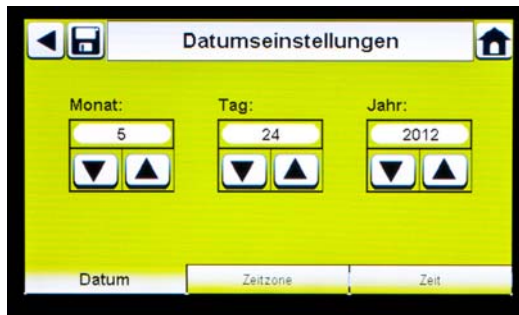 Datumseinstellungen
Monat: Tag: Jahr:
5 24 2012
Datum Zeitzone Zeit